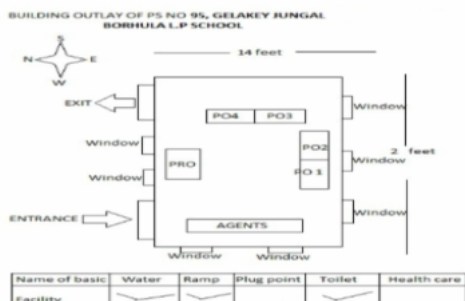 BUILDING OUTLAY OF PS NO 95, GELAKEY JUNGAL
BORHULA L.P SCHOOL
S
N E
W
14 feet
EXIT
PO4 PO3
Window
Window
PO2
2 feet
Window
PRO
Window
PO 1
Window
ENTRANCE
Window
AGENTS
Window Window
Name of basic Water Ramp Plug point Toilet Health care
Facility